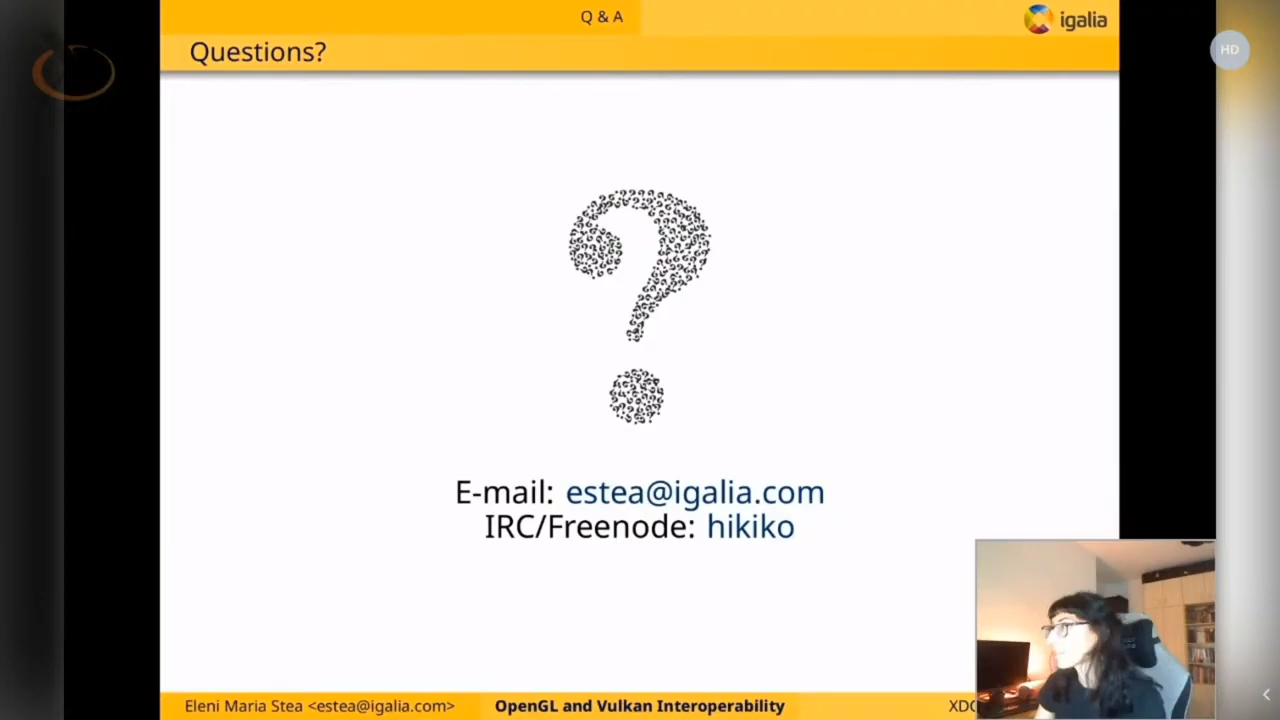 Q & A
igalia
Questions?
HD
E-mail: estea@igalia.com
IRC/Freenode: hikiko
Eleni Maria Stea <estea@igalia.com>
OpenGL and Vulkan Interoperability